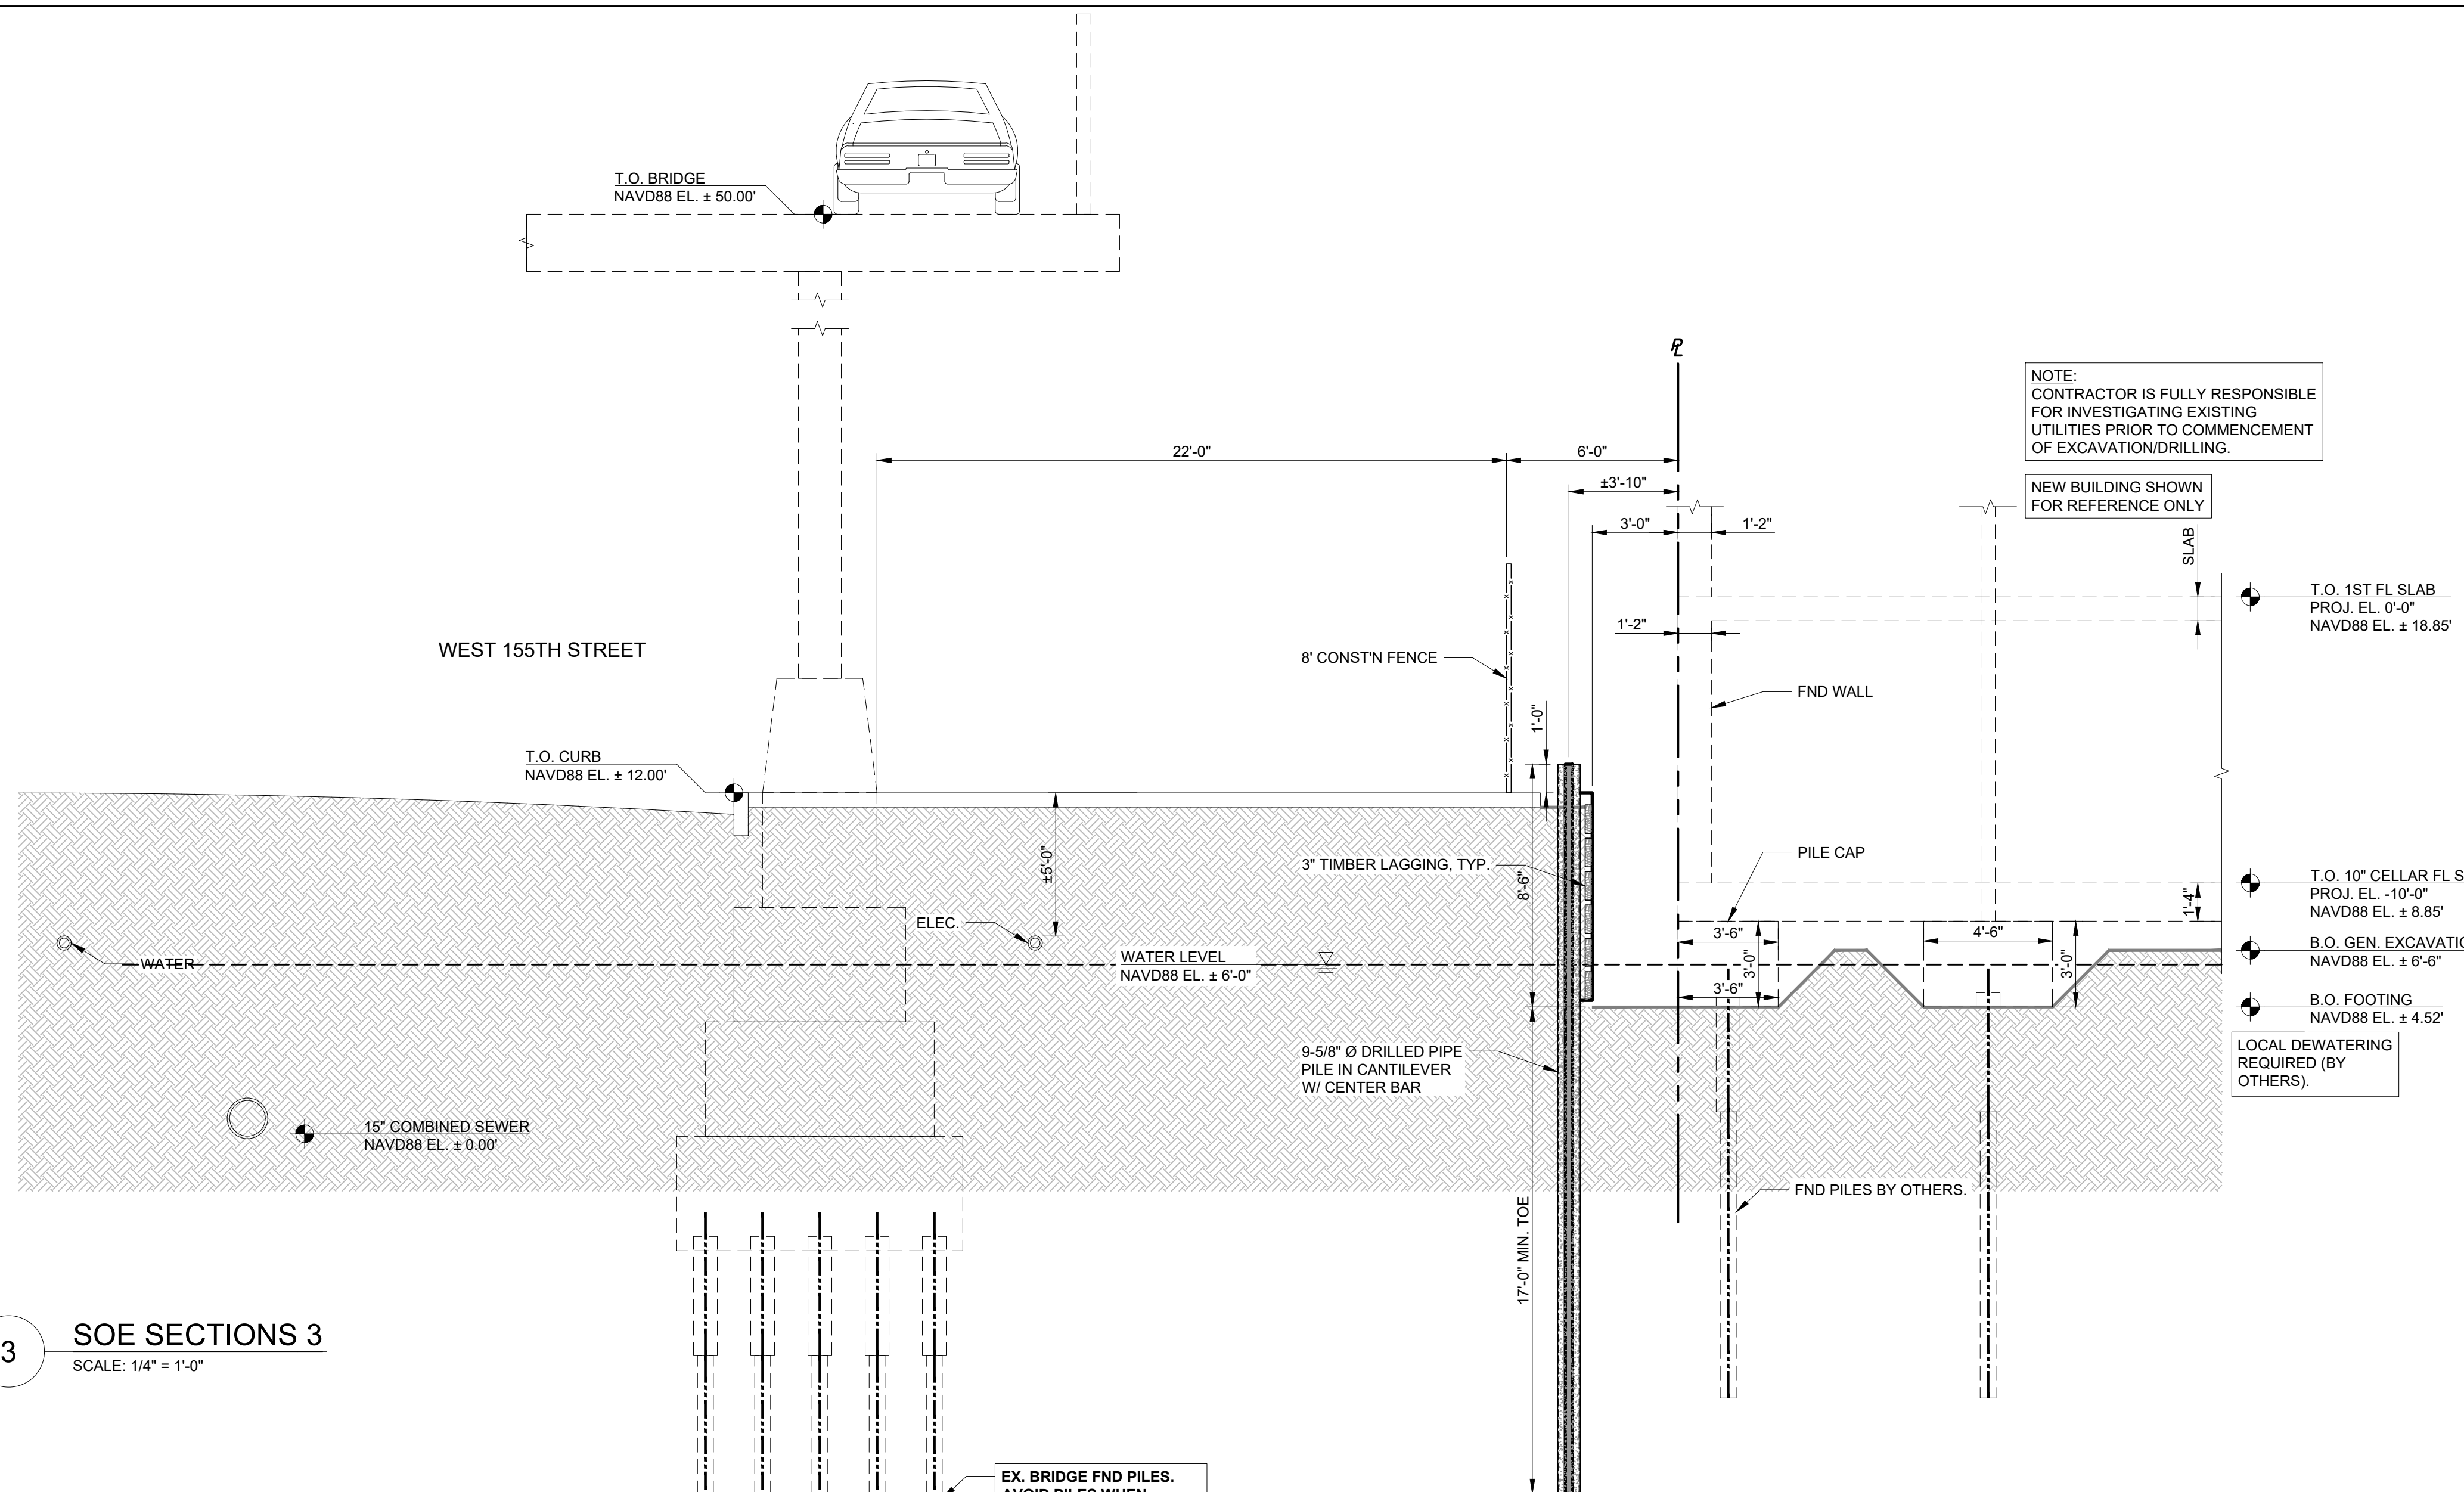 T.O. BRIDGE
NAVD88 EL. ± 50.00'
22'-0"
6'-0"
±3'-10"
3'-0"
1'-2"
NOTE:
CONTRACTOR IS FULLY RESPONSIBLE
FOR INVESTIGATING EXISTING
UTILITIES PRIOR TO COMMENCEMENT
OF EXCAVATION/DRILLING.
NEW BUILDING SHOWN
FOR REFERENCE ONLY
SLAB
T.O. 1ST FL SLAB
PROJ. EL. 0'-0"
NAVD88 EL. ± 18.85'
1'-2"
WEST 155TH STREET
8' CONST'N FENCE
FND WALL
1'-0"
T.O. CURB
NAVD88 EL. ± 12.00'
±5'-0"
3" TIMBER LAGGING, TYP.
8'-6"
PILE CAP
T.O. 10" CELLAR FL S
PROJ. EL. -10'-0"
NAVD88 EL. ± 8.85'
1'-4"
ELEC.
3'-6"
4'-6"
WATER
WATER LEVEL
NAVD88 EL. ± 6'-0"
3'-0"
3'-0"
B.O. GEN. EXCAVATIO
NAVD88 EL. ± 6'-6"
3'-6"
B.O. FOOTING
NAVD88 EL. ± 4.52'
LOCAL DEWATERING
REQUIRED (BY
OTHERS).
9-5/8" Ø DRILLED PIPE
PILE IN CANTILEVER
W/ CENTER BAR
15" COMBINED SEWER
NAVD88 EL. ± 0.00'
FND PILES BY OTHERS.
17'-0" MIN. TOE
3
SOE SECTIONS 3
SCALE: 1/4" = 1'-0"
EX. BRIDGE FND PILES.
AVOID PILES WHEN